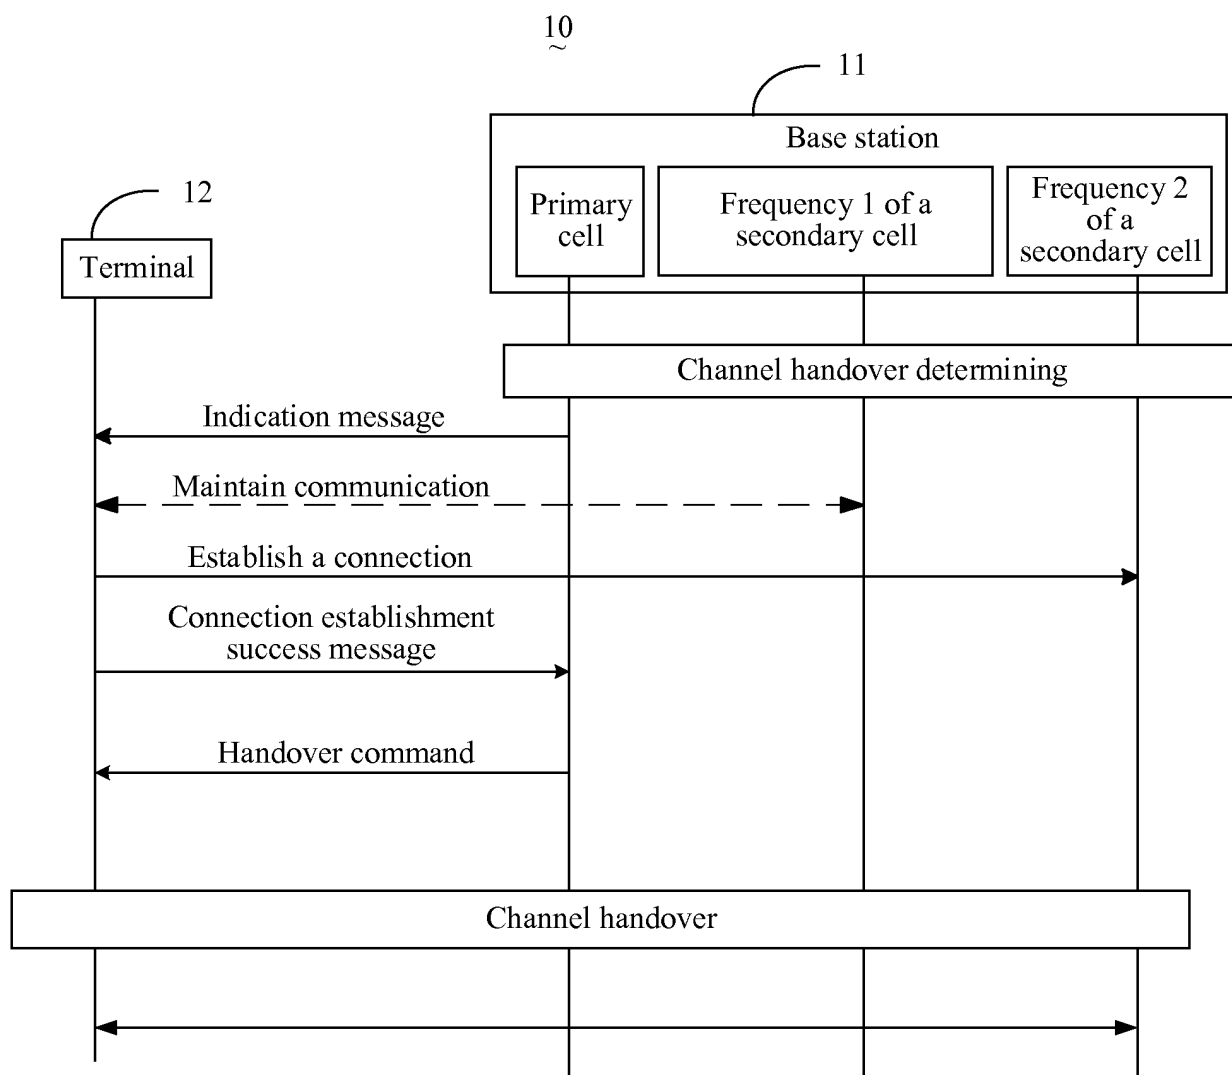 10
11
Base station
12
Primary
cell
Frequency 1 of a
secondary cell
Frequency 2
of a
secondary cell
Terminal
Channel handover determining
Indication message
Maintain communication
Establish a connection
Connection establishment
success message
Handover command
Channel handover